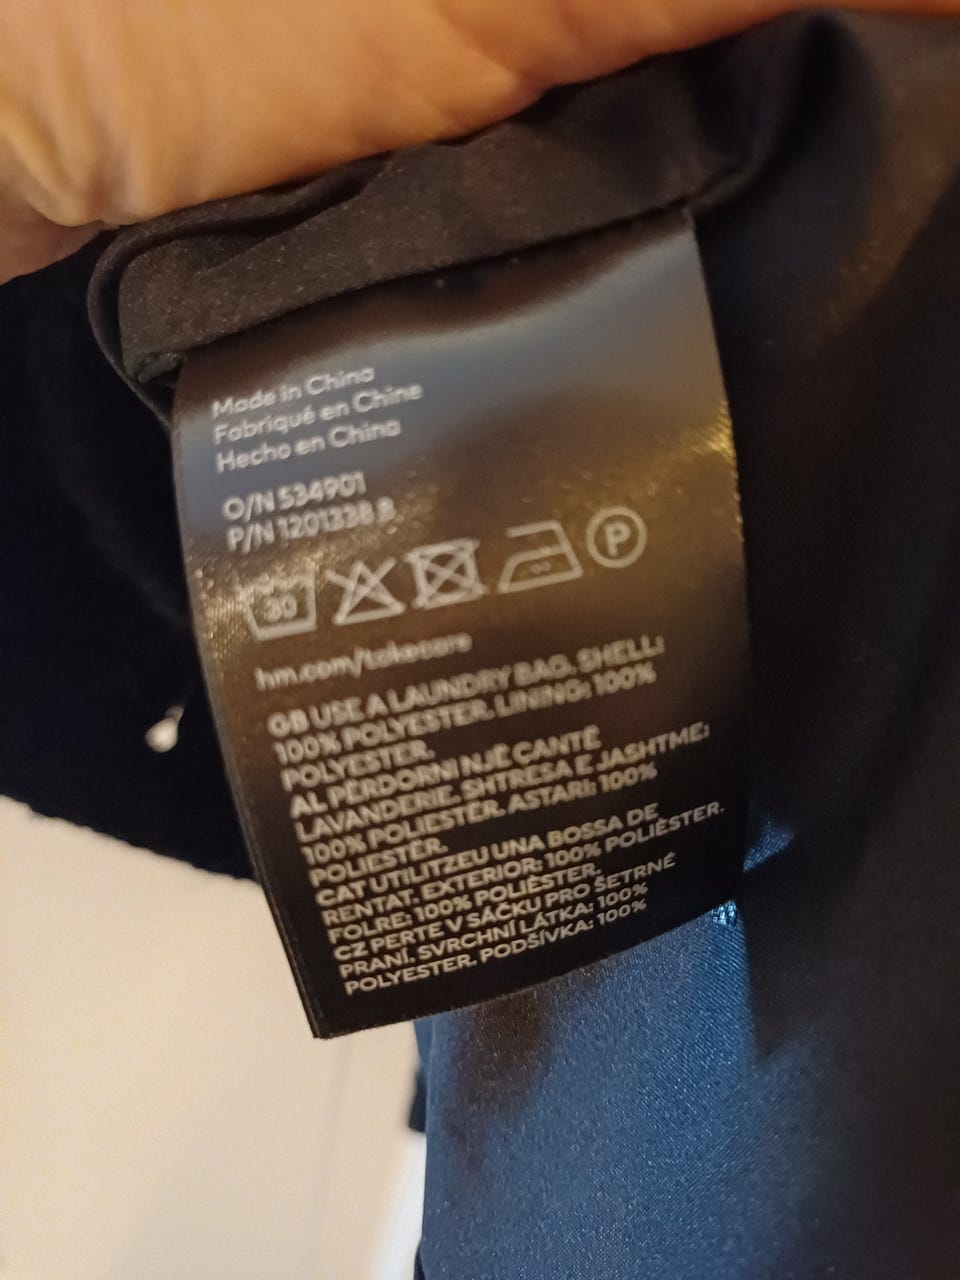 Made in China
Fabriqué en Chine
Hecho en China
O/N 534901
P/N 1201338 B
30
P
hm.com/takecare
GB USE A LAUNDRY BAG. SHELL:
100% POLYESTER. LINING: 100%
POLYESTER.
AL PËRDORNI NJË ÇANTË
LAVANDERIE. SHTRESA E JASHTME:
100% POLIESTËR. ASTARI: 100%
POLIESTËR.
CAT UTILITZEU UNA BOSSA DE
RENTAT. EXTERIOR: 100% POLIÈSTER.
FOLRE: 100% POLIÈSTER.
CZ PERTE V SÁČKU PRO ŠETRNÉ
PRANÍ. SVRCHNÍ LÁTKA: 100%
POLYESTER. PODŠÍVKA: 100%